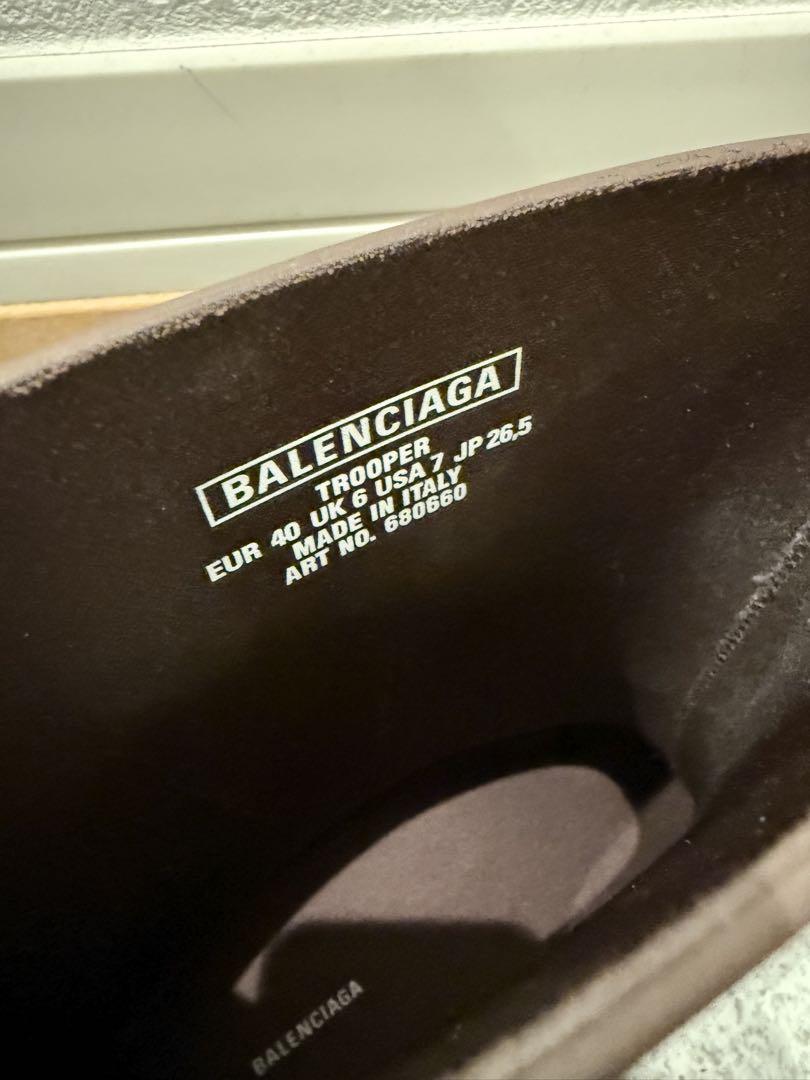 BALENCIAGA
TROOPER
EUR 40 UK 6 USA 7 JP 26,5
MADE IN ITALY
ART NO. 680660
BALENCIAGA